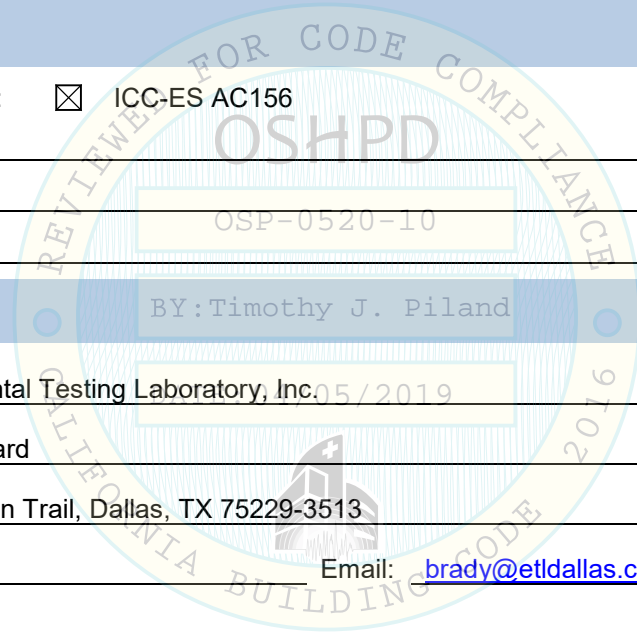 REVIEWED FOR CODE COMPLIANCE
: ☒ ICC-ES AC156
OSHPD
OSP-0520-10
BY:Timothy J. Piland
ntal Testing Laboratory, Inc.
04/05/2019
ard
n Trail, Dallas, TX 75229-3513
Email: brady@etldallas.c
CALIFORNIA BUILDING CODE 2016